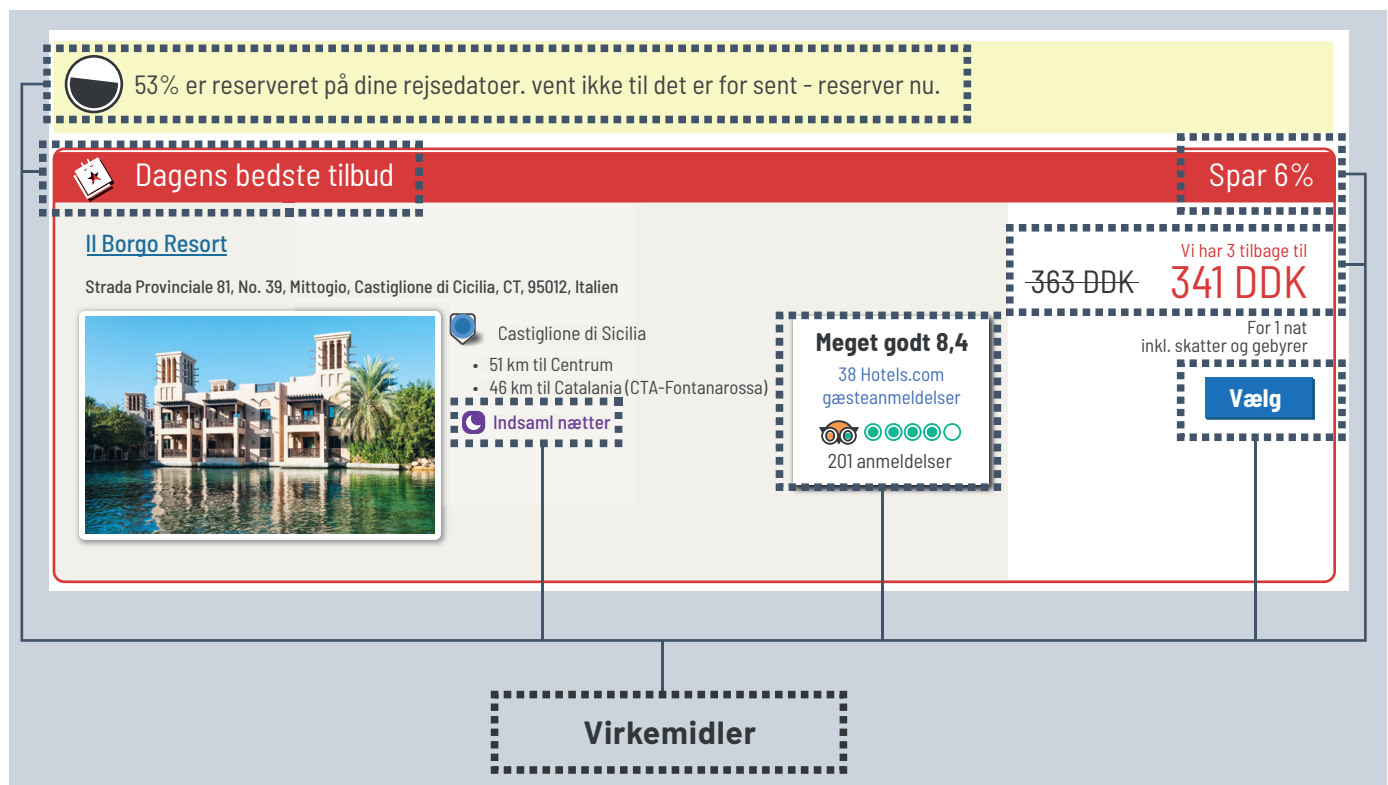 53% er reserveret på dine rejsedatoer. vent ikke til det er for sent - reserver nu.
Dagens bedste tilbud
Spar 6%
Il Borgo Resort
Strada Provinciale 81, No. 39, Mittogio, Castiglione di Cicilia, CT, 95012, Italien
Vi har 3 tilbage til
363 DDK 341 DDK
For 1 nat
inkl. skatter og gebyrer
Castiglione di Sicilia
• 51 km til Centrum
• 46 km til Catalania (CTA-Fontanarossa)
Indsaml nætter
Meget godt 8,4
38 Hotels.com
gæsteanmeldelser
201 anmeldelser
Vælg
Virkemidler